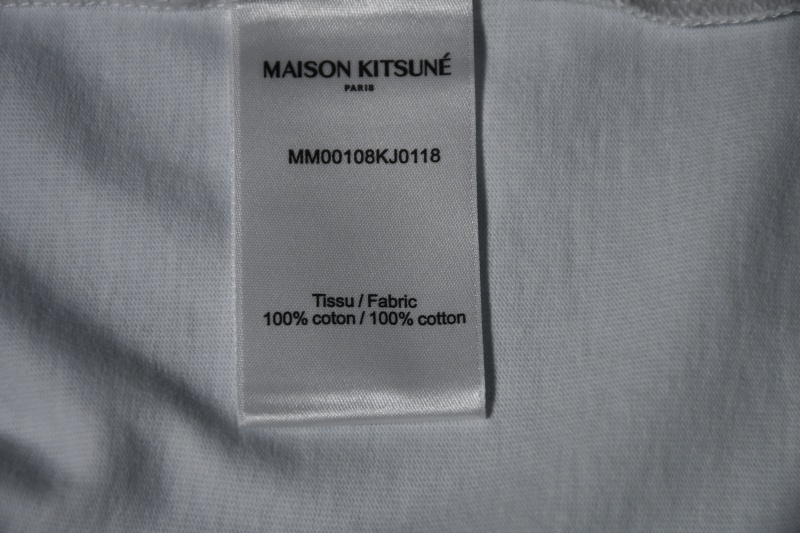 MAISON KITSUNÉ
PARIS
MM00108KJ0118
Tissu / Fabric
100% coton / 100% cotton